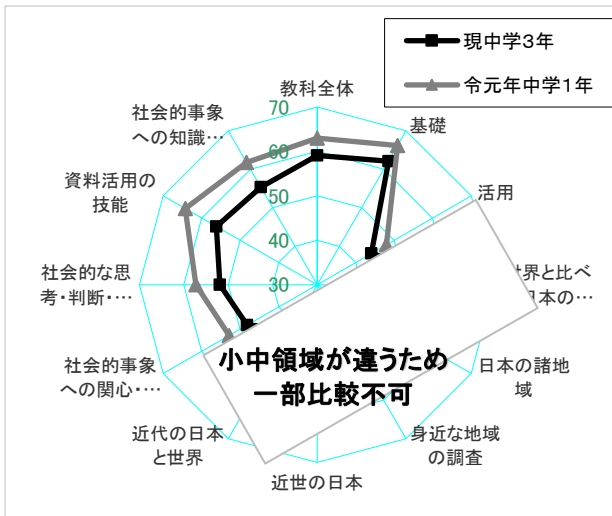 現中学3年
令元年中学1年
教科全体
基礎
活用
世界と比べ
日本の…
日本の諸地
域
身近な地域
の調査
近世の日本
近代の日本
と世界
社会的事象
への関心・…
社会的な思
考・判断・…
資料活用の
技能
社会的事象
への知識…
70
60
50
40
30
小中領域が違うため
一部比較不可